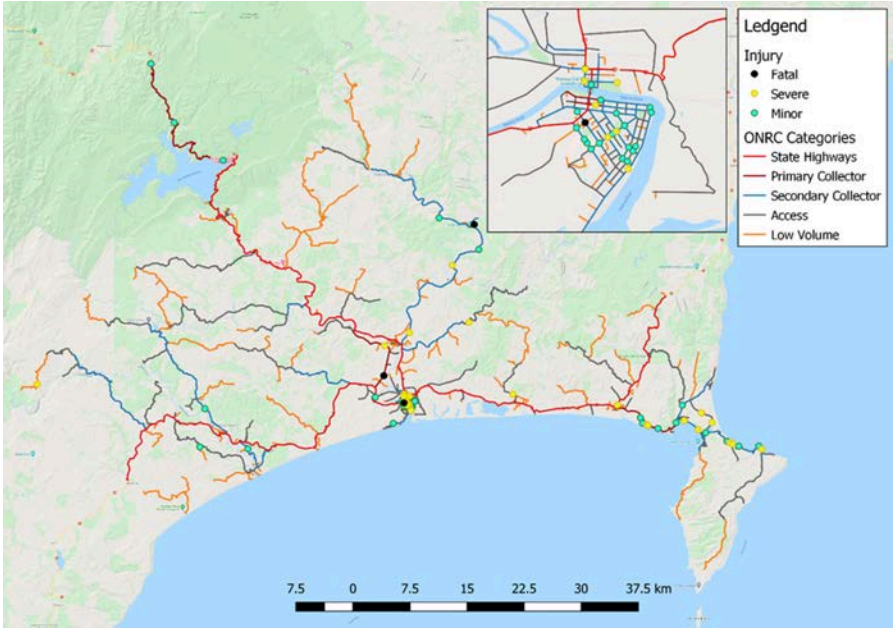 Ledgend
Injury
Fatal
Severe
Minor
ONRC Categories
State Highways
Primary Collector
Secondary Collector
Access
Low Volume
7.5 0 7.5 15 22.5 30 37.5 km